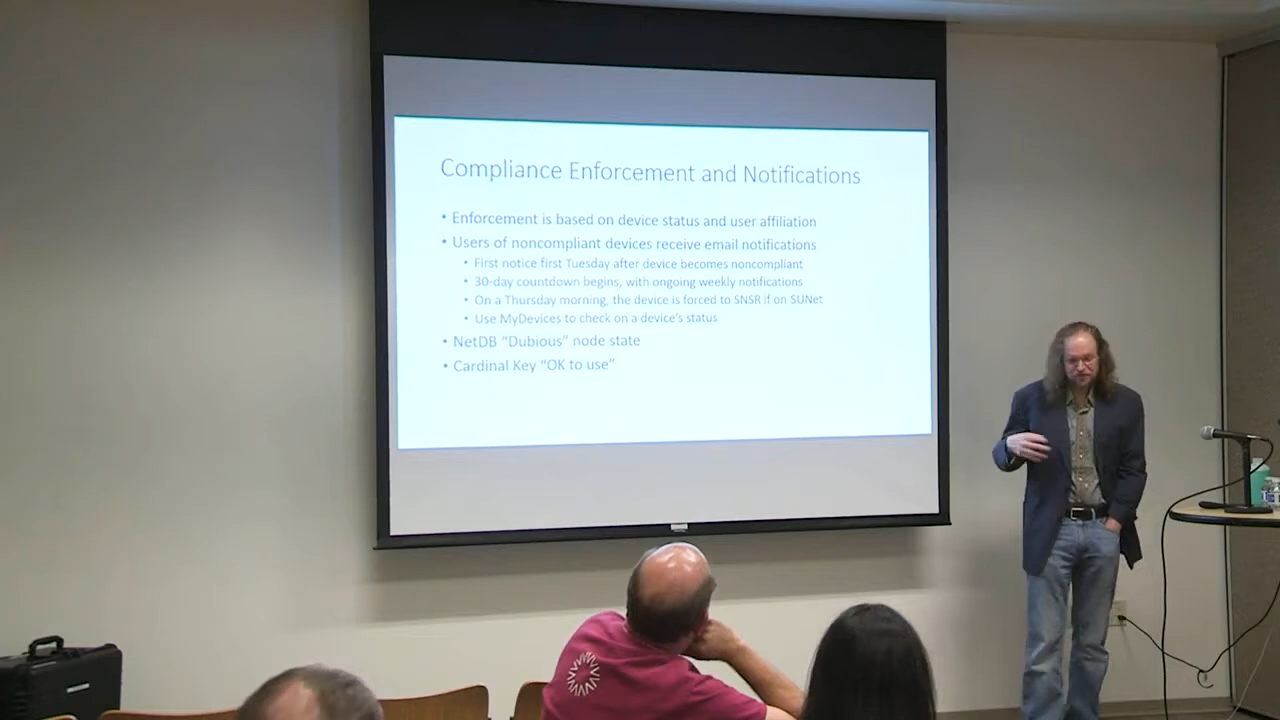 Compliance Enforcement and Notifications
• Enforcement is based on device status and user affiliation
• Users of noncompliant devices receive email notifications
• First notice first Tuesday after device becomes noncompliant
• 30-day countdown begins, with ongoing weekly notifications
• On a Thursday morning, the device is forced to SNSR if on SUNet
• Use MyDevices to check on a device's status
• NetDB "Dubious" node state
• Cardinal Key "OK to use"